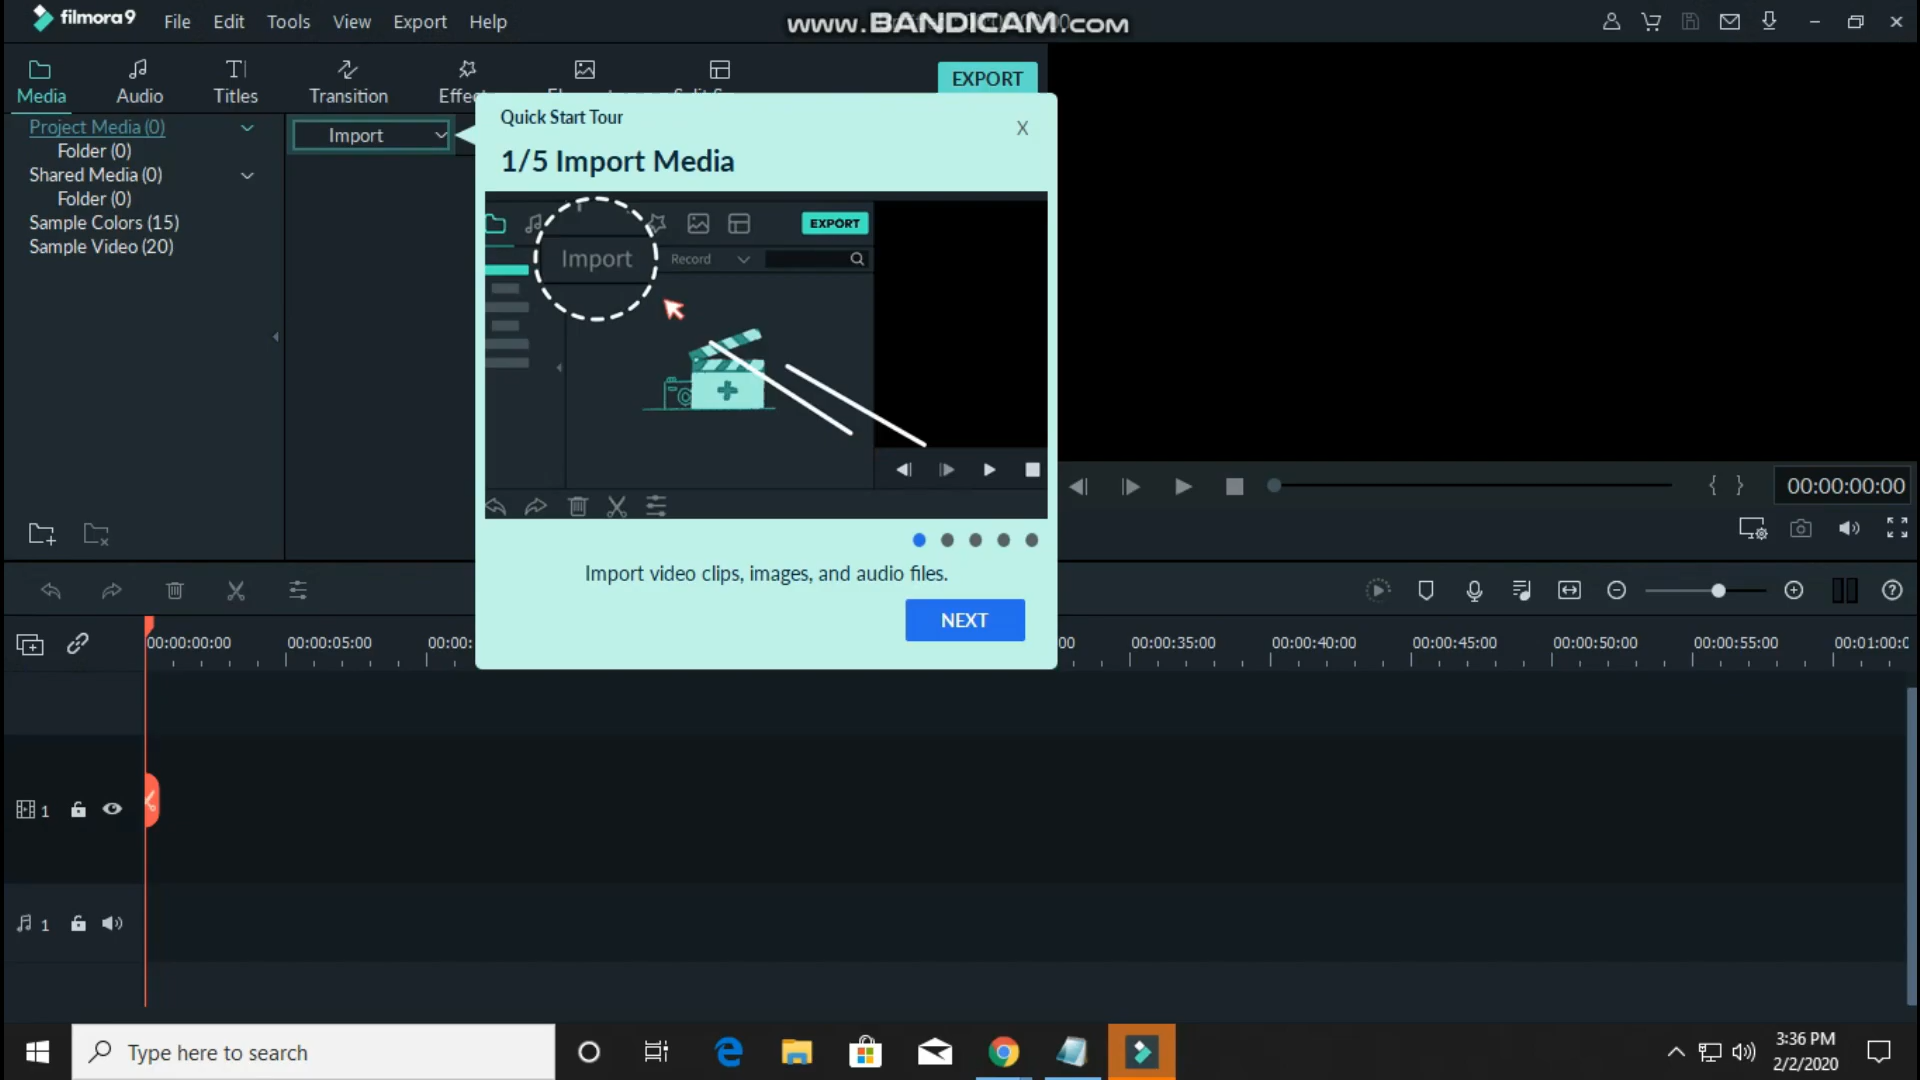 filmora9
File Edit Tools View Export Help
www.BANDICAM.com
Media
Audio
Titles
Transition
EXPORT
Project Media (0)
Folder (0)
Shared Media (0)
Folder (0)
Sample Colors (15)
Sample Video (20)
Import
Quick Start Tour
X
1/5 Import Media
EXPORT
Import
Record
Import video clips, images, and audio files.
NEXT
{ } 00:00:00:00
00:00:00:00 00:00:05:00 00:00:35:00 00:00:40:00 00:00:45:00 00:00:50:00 00:00:55:00
1
1
Type here to search
3:36 PM
2/2/2020